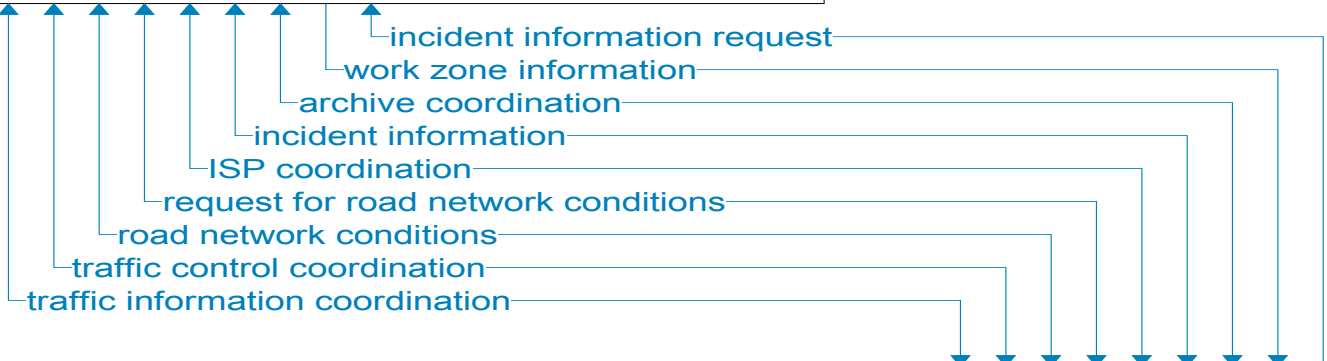 incident information request
work zone information
archive coordination
incident information
ISP coordination
request for road network conditions
road network conditions
traffic control coordination
traffic information coordination